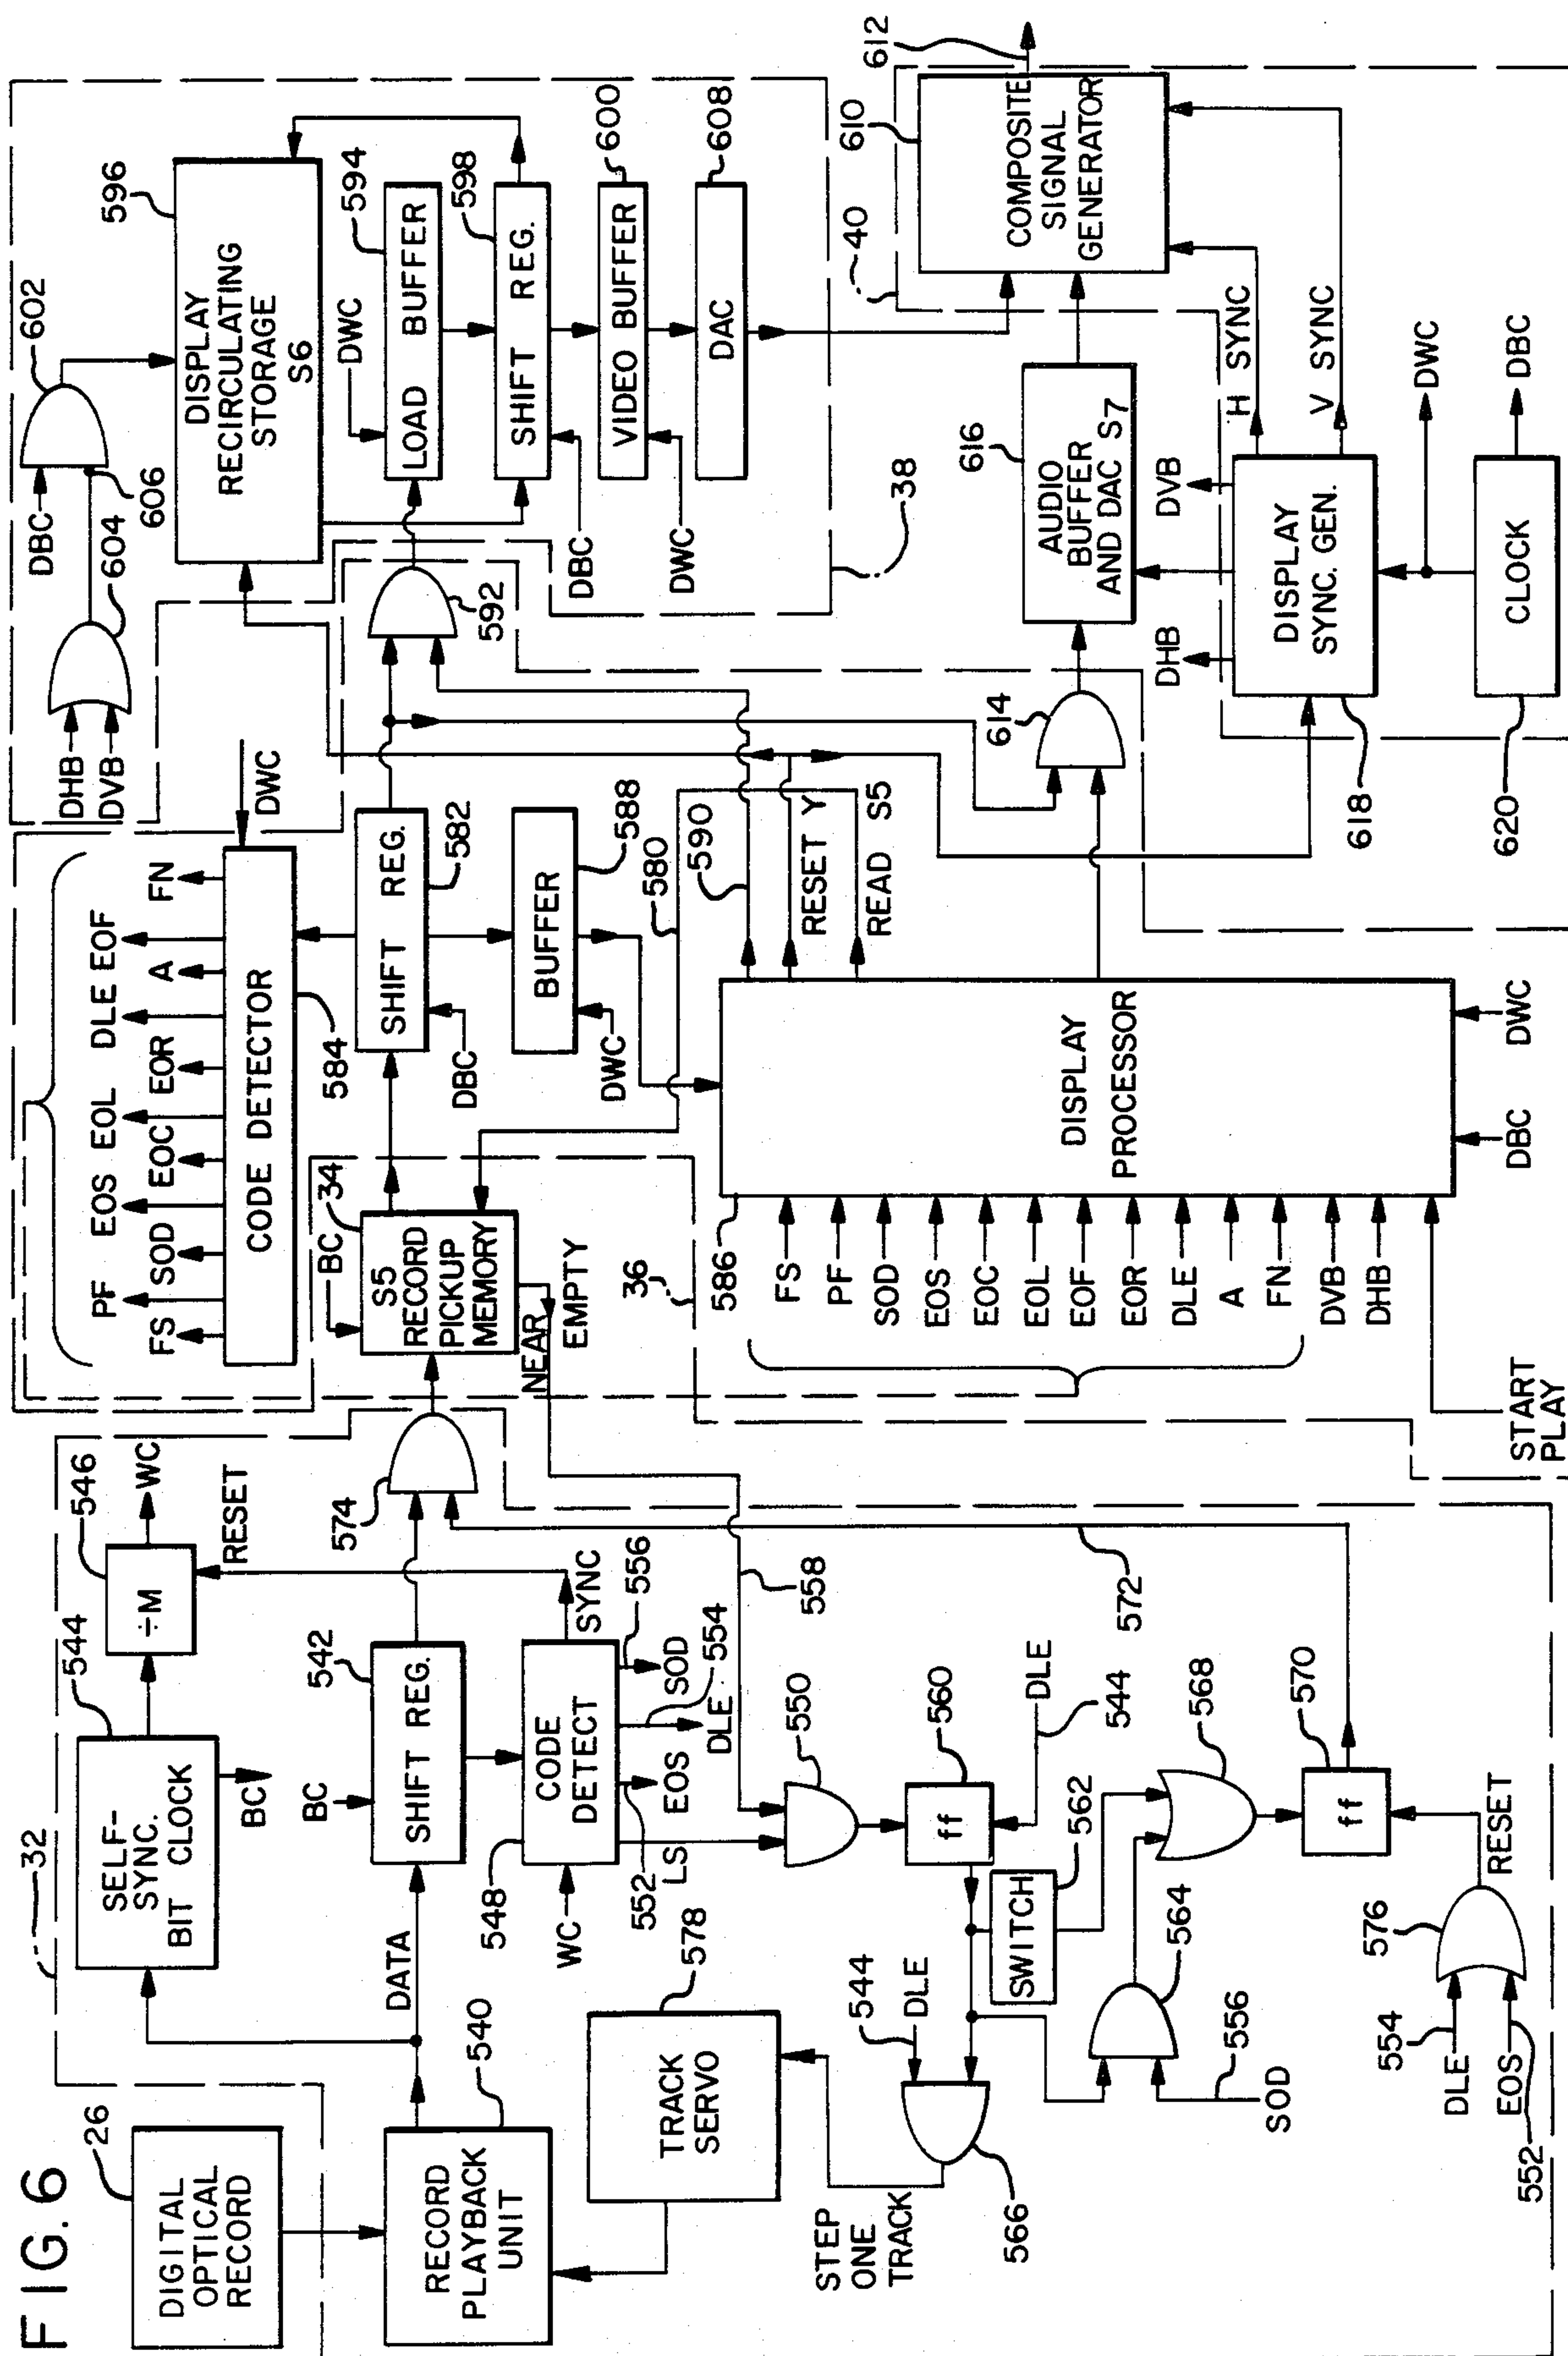 FIG. 6
DIGITAL
OPTICAL
RECORD
26
32
SELF-
SYNC.
BIT CLOCK
544
BC
÷M
546
WC
RESET
RECORD
PLAYBACK
UNIT
540
DATA
BC
SHIFT REG.
542
574
WC
CODE
DETECT
548
SYNC
LS
552
EOS
DLE
554
SOD
556
558
TRACK
SERVO
578
STEP
ONE
TRACK
566
544
DLE
550
ff
560
DLE
544
SWITCH
562
564
556
SOD
568
ff
570
572
RESET
576
554
DLE
EOS
552
FS
PF
SOD
EOS
EOC
EOL
EOR
DLE
A
EOF
FN
CODE DETECTOR
584
DWC
BC
34
S5
RECORD
PICKUP
MEMORY
NEAR
EMPTY
36
SHIFT REG.
582
DBC
BUFFER
588
DWC
580
590
RESET Y
READ S5
586
DISPLAY
PROCESSOR
FS
PF
SOD
EOS
EOC
EOL
EOF
EOR
DLE
A
FN
DVB
DHB
START
PLAY
DBC
DWC
DHB
DVB
604
DBC
606
602
DISPLAY
RECIRCULATING
STORAGE
S6
596
592
DWC
LOAD BUFFER
594
SHIFT REG.
598
DBC
VIDEO BUFFER
600
DWC
DAC
608
38
40
614
AUDIO
BUFFER
AND DAC S7
616
COMPOSITE
SIGNAL
GENERATOR
610
612
DHB
DVB
H SYNC
V SYNC
DISPLAY
SYNC. GEN.
618
DWC
CLOCK
620
DBC